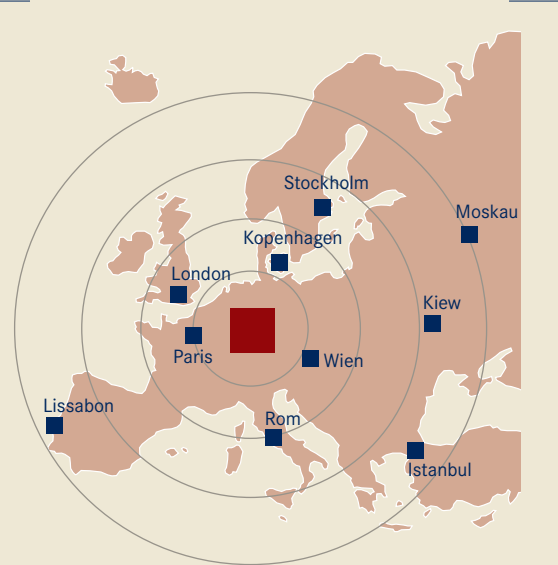 Stockholm
Moskau
Kopenhagen
London
Kiew
Paris
Wien
Lissabon
Rom
Istanbul